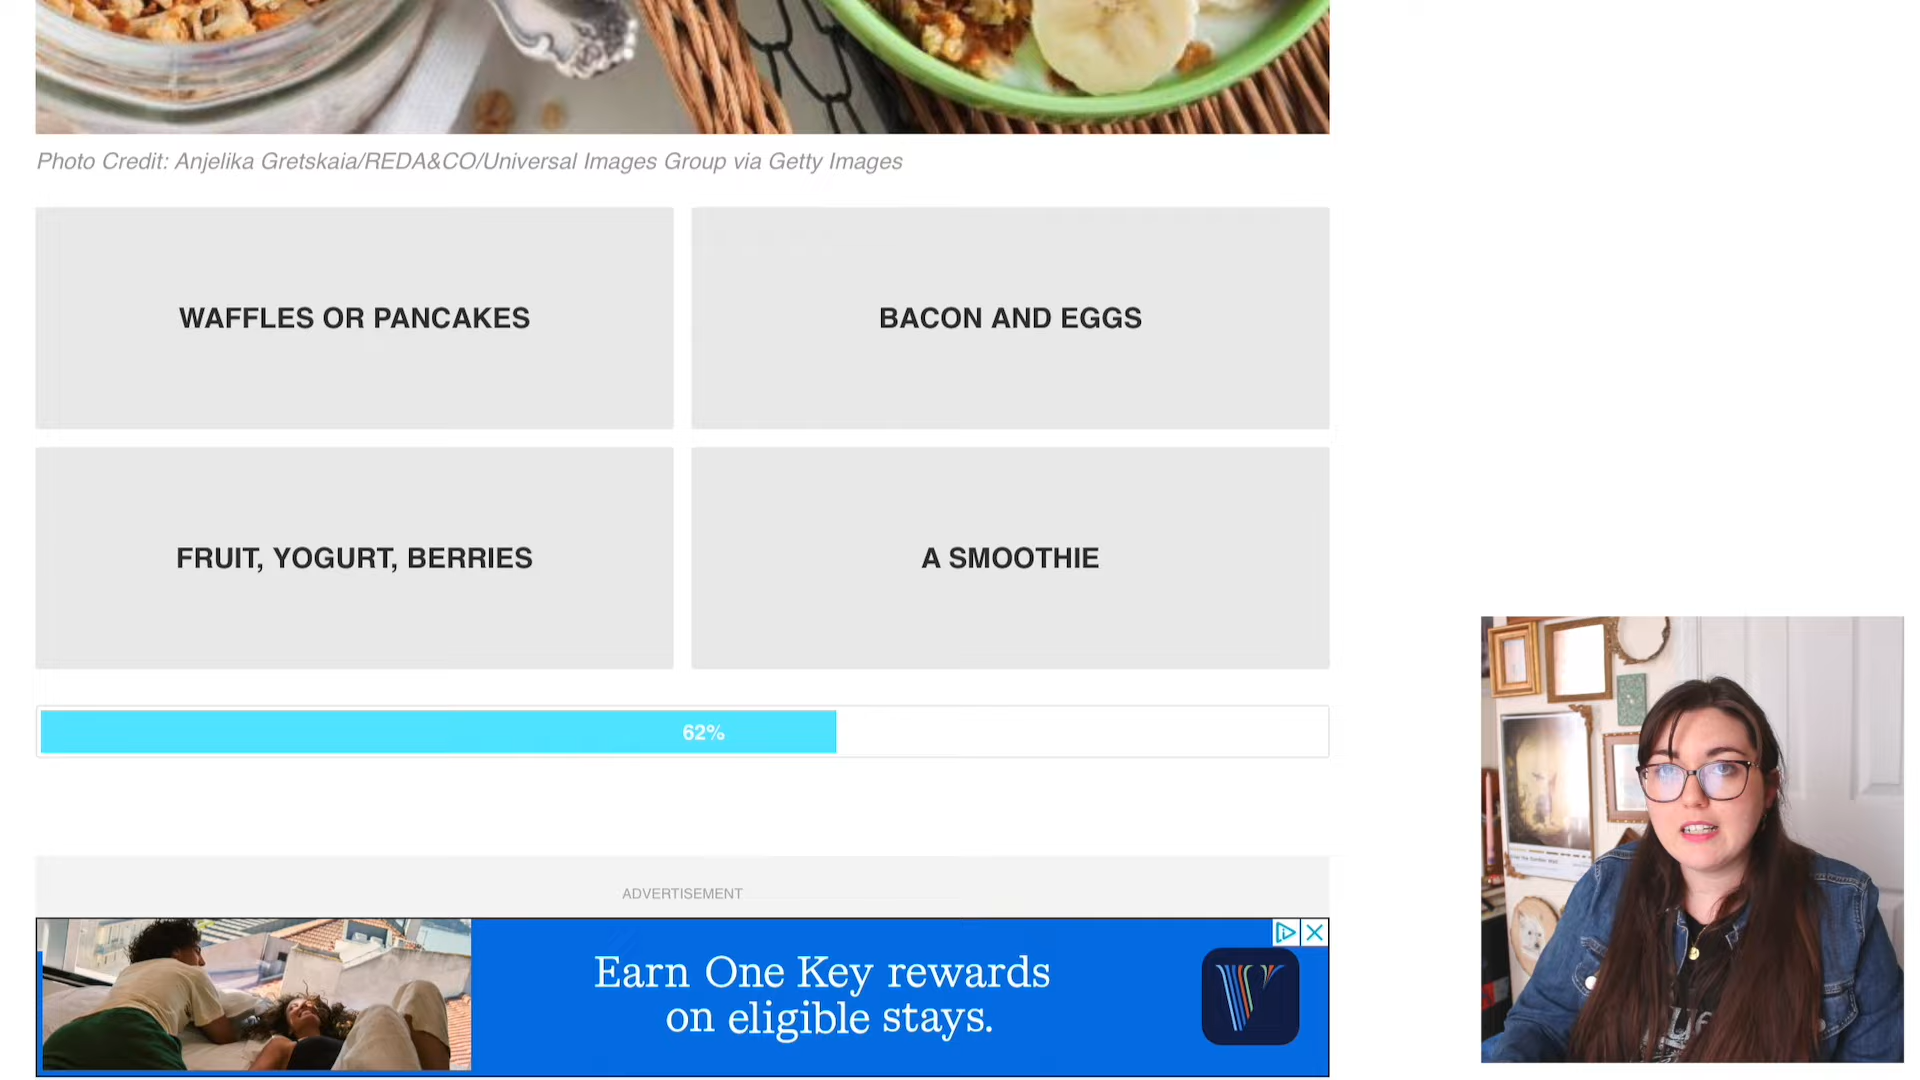 Photo Credit: Anjelika Gretskaia/REDA&CO/Universal Images Group via Getty Images
WAFFLES OR PANCAKES
BACON AND EGGS
FRUIT, YOGURT, BERRIES
A SMOOTHIE
62%
ADVERTISEMENT
Earn One Key rewards
on eligible stays.